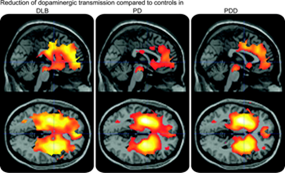 Reduction of dopaminergic transmission compared to controls in
DLB
PD
PDD